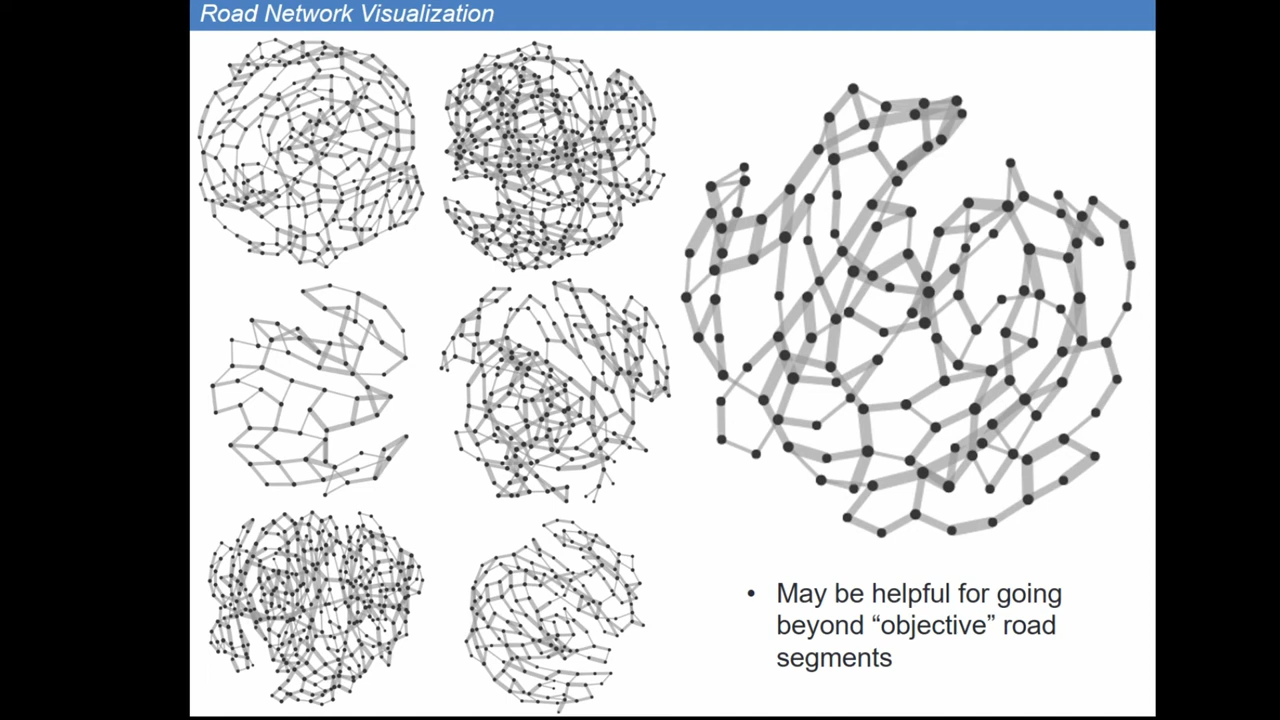 Road Network Visualization
• May be helpful for going
beyond “objective” road
segments